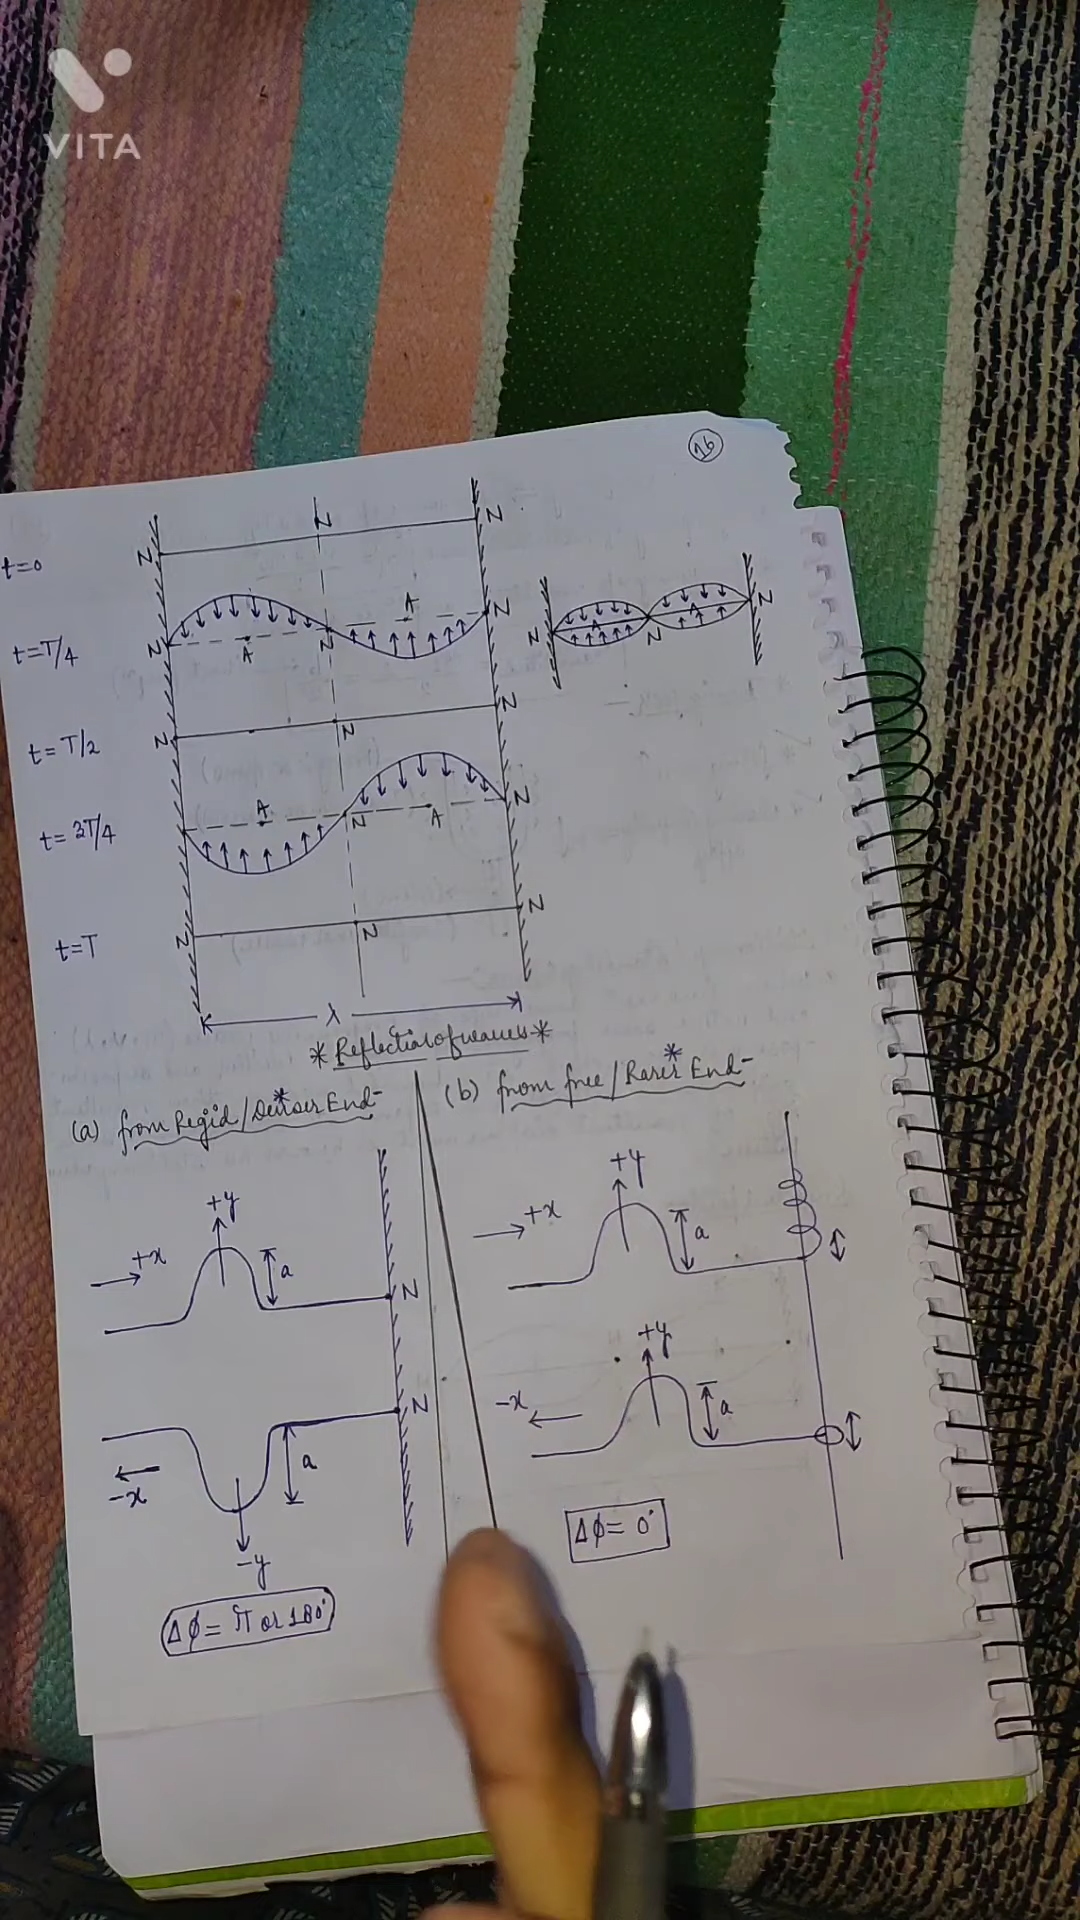 VITA
16
N N N
t=0
N A N A N
t=T/4
N A N A N
N N N
t=T/2
A N A N
t=3T/4
N N N
t=T
λ
* Reflection of waves *
(a) from Regid/Denser End-
(b) from free/Rarer End-
+y
+x
a
N
+y
+x
a
N
a
-x
-y
+y
-x
a
Δϕ= π or 180°
Δϕ= 0°